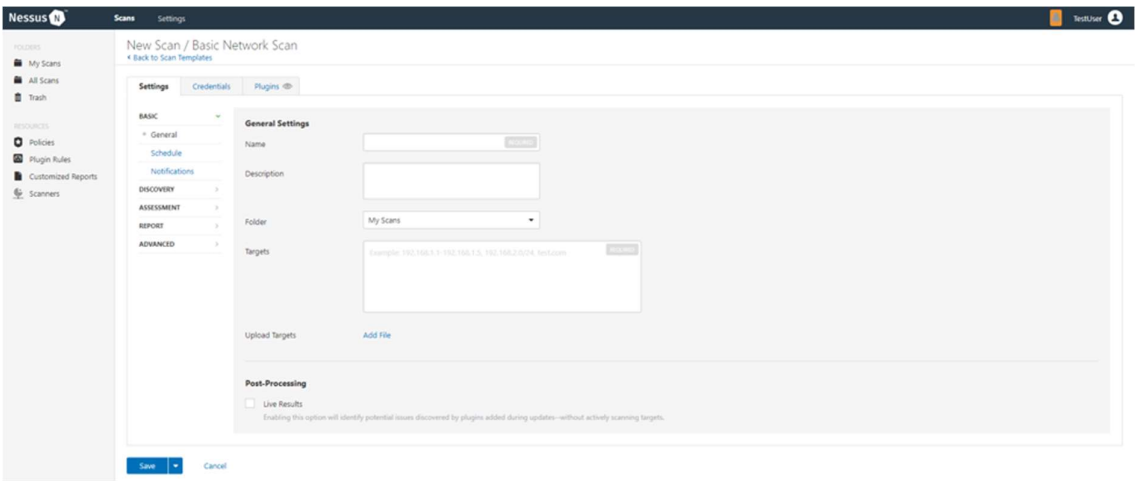 Nessus N
Scans Settings
TestUser
FOLDERS
My Scans
All Scans
Trash
RESOURCES
Policies
Plugin Rules
Customized Reports
Scanners
New Scan / Basic Network Scan
Back to Scan Templates
Settings Credentials Plugins
BASIC
General
Schedule
Notifications
DISCOVERY
ASSESSMENT
REPORT
ADVANCED
General Settings
Name REQUIRED
Description
Folder My Scans
Targets Example: 192.168.1.1-192.168.1.5, 192.168.2.0/24, test.com REQUIRED
Upload Targets Add File
Post-Processing
Live Results
Enabling this option will identify potential issues discovered by plugins added during updates--without actively scanning targets.
Save Cancel